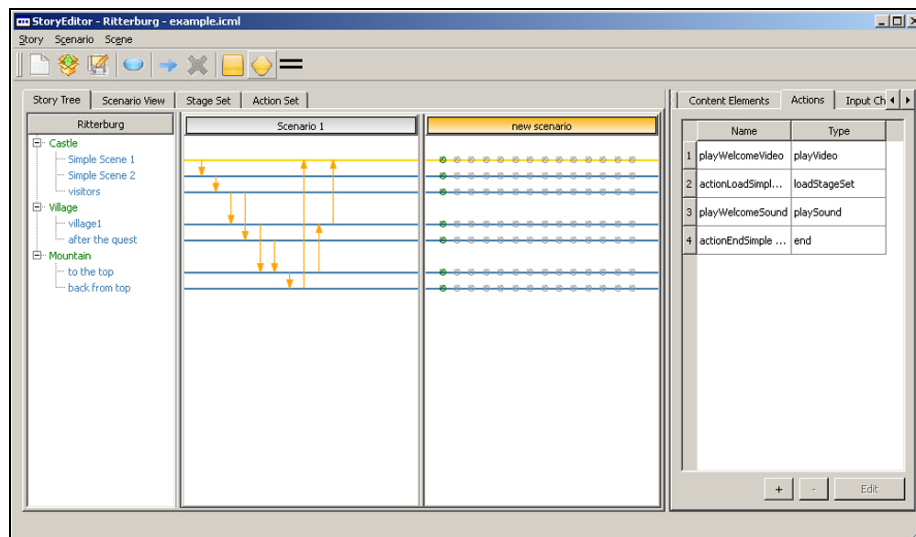 StoryEditor - Ritterburg - example.icml
Story Scenario Scene
Story Tree Scenario View Stage Set Action Set
Content Elements Actions Input Ch
Ritterburg
Scenario 1
new scenario
Castle
Simple Scene 1
Simple Scene 2
visitors
Village
village1
after the quest
Mountain
to the top
back from top
Name Type
1 playWelcomeVideo playVideo
2 actionLoadSimpl... loadStageSet
3 playWelcomeSound playSound
4 actionEndSimple ... end
+ - Edit